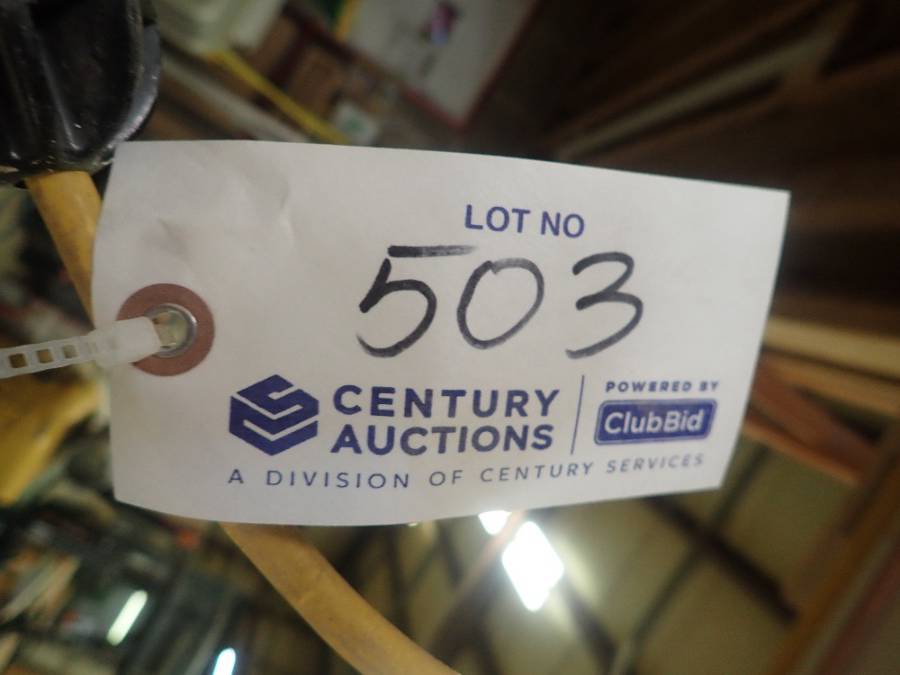 LOT NO
503
CENTURY
AUCTIONS
POWERED BY
ClubBid
A DIVISION OF CENTURY SERVICES